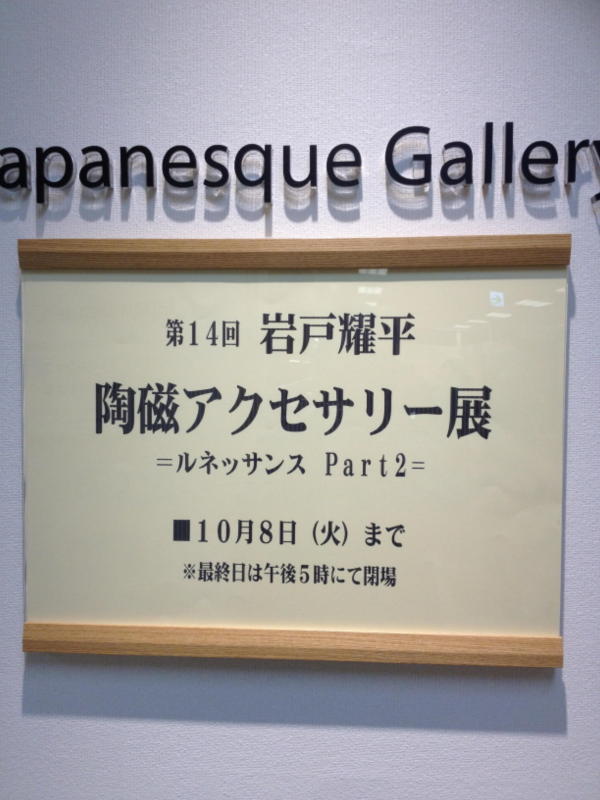 apanesque Gallery
第14回 岩戸耀平
陶磁アクセサリー展
=ルネッサンス Part2=
■10月8日（火）まで
※最終日は午後5時にて閉場